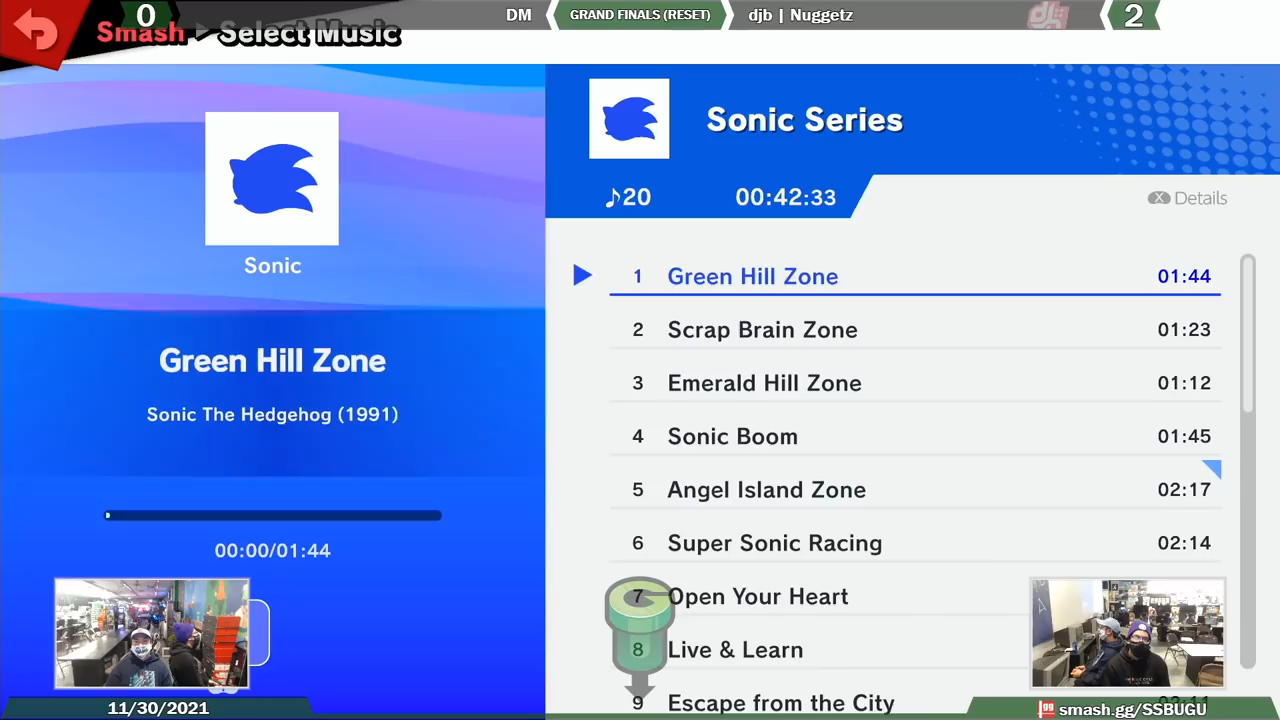 0
DM
GRAND FINALS (RESET)
djb | Nuggetz
2
Smash
Select Music
Sonic
Green Hill Zone
Sonic The Hedgehog (1991)
00:00/01:44
Sonic Series
♪20 00:42:33
X Details
1 Green Hill Zone 01:44
2 Scrap Brain Zone 01:23
3 Emerald Hill Zone 01:12
4 Sonic Boom 01:45
5 Angel Island Zone 02:17
6 Super Sonic Racing 02:14
7 Open Your Heart
8 Live & Learn
9 Escape from the City
11/30/2021
smash.gg/SSBUGU